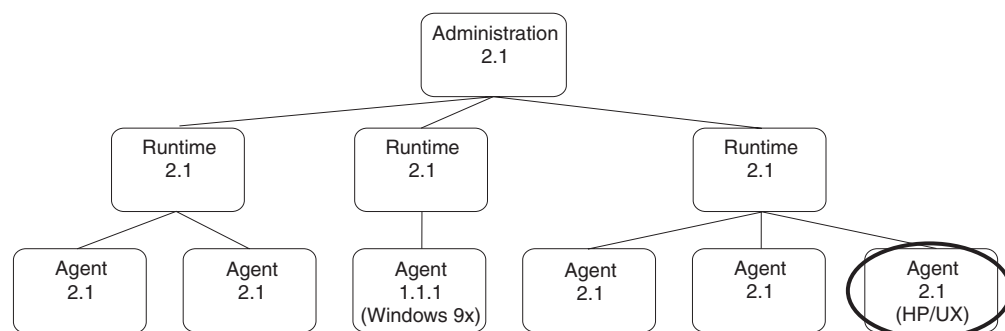 Administration
2.1
Runtime
2.1
Runtime
2.1
Runtime
2.1
Agent
2.1
Agent
2.1
Agent
1.1.1
(Windows 9x)
Agent
2.1
Agent
2.1
Agent
2.1
(HP/UX)